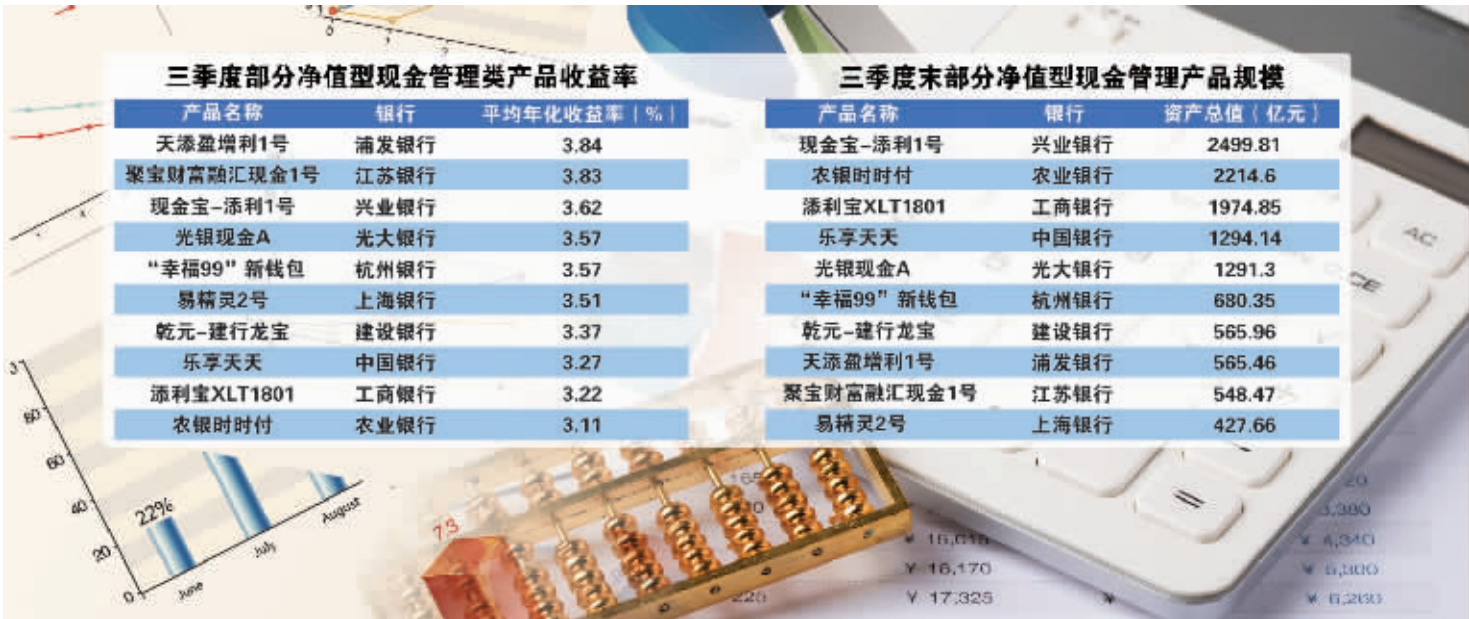 三季度部分净值型现金管理类产品收益率
产品名称 银行 平均年化收益率（%）
天添盈增利1号 浦发银行 3.84
聚宝财富融汇现金1号 江苏银行 3.83
现金宝-添利1号 兴业银行 3.62
光银现金A 光大银行 3.57
“幸福99”新钱包 杭州银行 3.57
易精灵2号 上海银行 3.51
乾元-建行龙宝 建设银行 3.37
乐享天天 中国银行 3.27
添利宝XLT1801 工商银行 3.22
农银时时付 农业银行 3.11
三季度末部分净值型现金管理产品规模
产品名称 银行 资产总值（亿元）
现金宝-添利1号 兴业银行 2499.81
农银时时付 农业银行 2214.6
添利宝XLT1801 工商银行 1974.85
乐享天天 中国银行 1294.14
光银现金A 光大银行 1291.3
“幸福99”新钱包 杭州银行 680.35
乾元-建行龙宝 建设银行 565.96
天添盈增利1号 浦发银行 565.46
聚宝财富融汇现金1号 江苏银行 548.47
易精灵2号 上海银行 427.66
AC
CE
=
80
60
40
20
0
22%
June
July
August
73
¥ 16,170
¥ 17,325
225
¥ 4,340